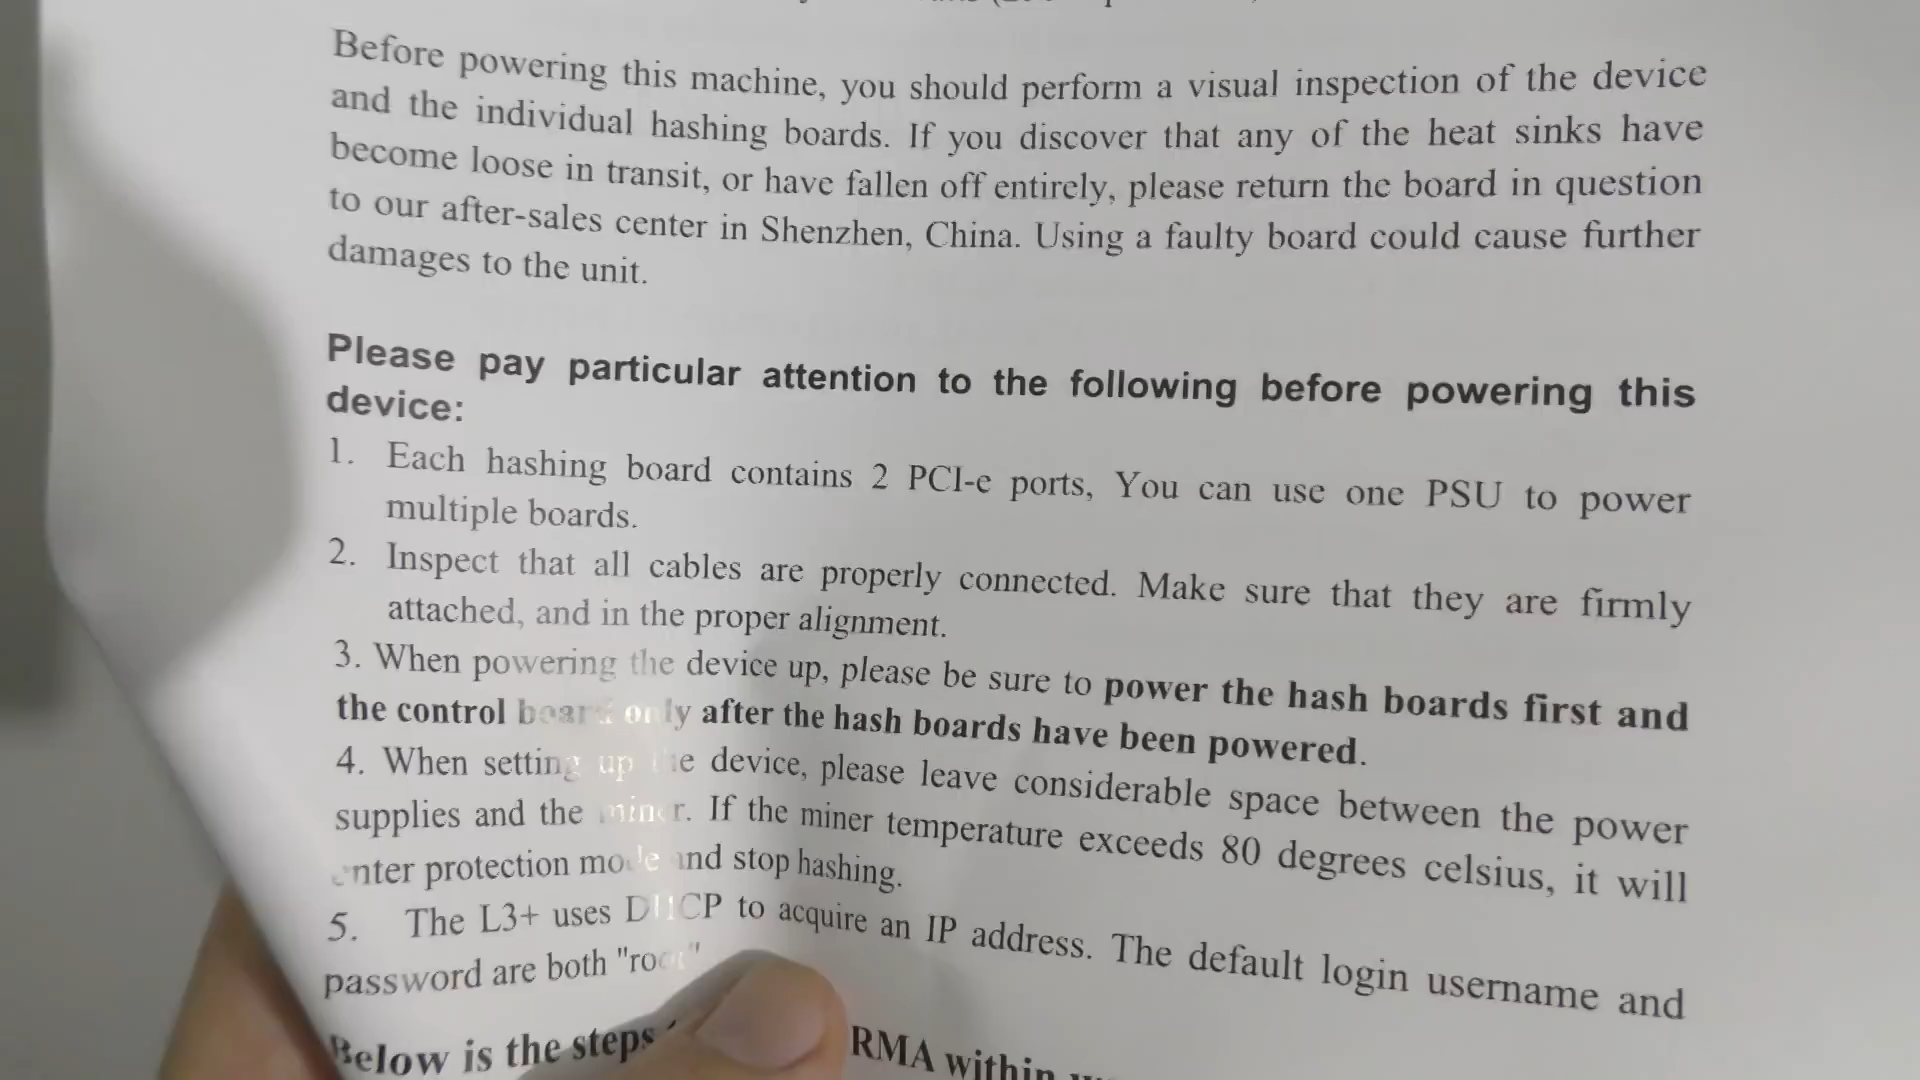 Before powering this machine, you should perform a visual inspection of the device
and the individual hashing boards. If you discover that any of the heat sinks have
become loose in transit, or have fallen off entirely, please return the board in question
to our after-sales center in Shenzhen, China. Using a faulty board could cause further
damages to the unit.
Please pay particular attention to the following before powering this
device:
1. Each hashing board contains 2 PCI-e ports, You can use one PSU to power
multiple boards.
2. Inspect that all cables are properly connected. Make sure that they are firmly
attached, and in the proper alignment.
3. When powering the device up, please be sure to power the hash boards first and
the control board only after the hash boards have been powered.
4. When setting up the device, please leave considerable space between the power
supplies and the miner. If the miner temperature exceeds 80 degrees celsius, it will
enter protection mode and stop hashing.
5. The L3+ uses DHCP to acquire an IP address. The default login username and
password are both "root"
Below is the steps RMA within